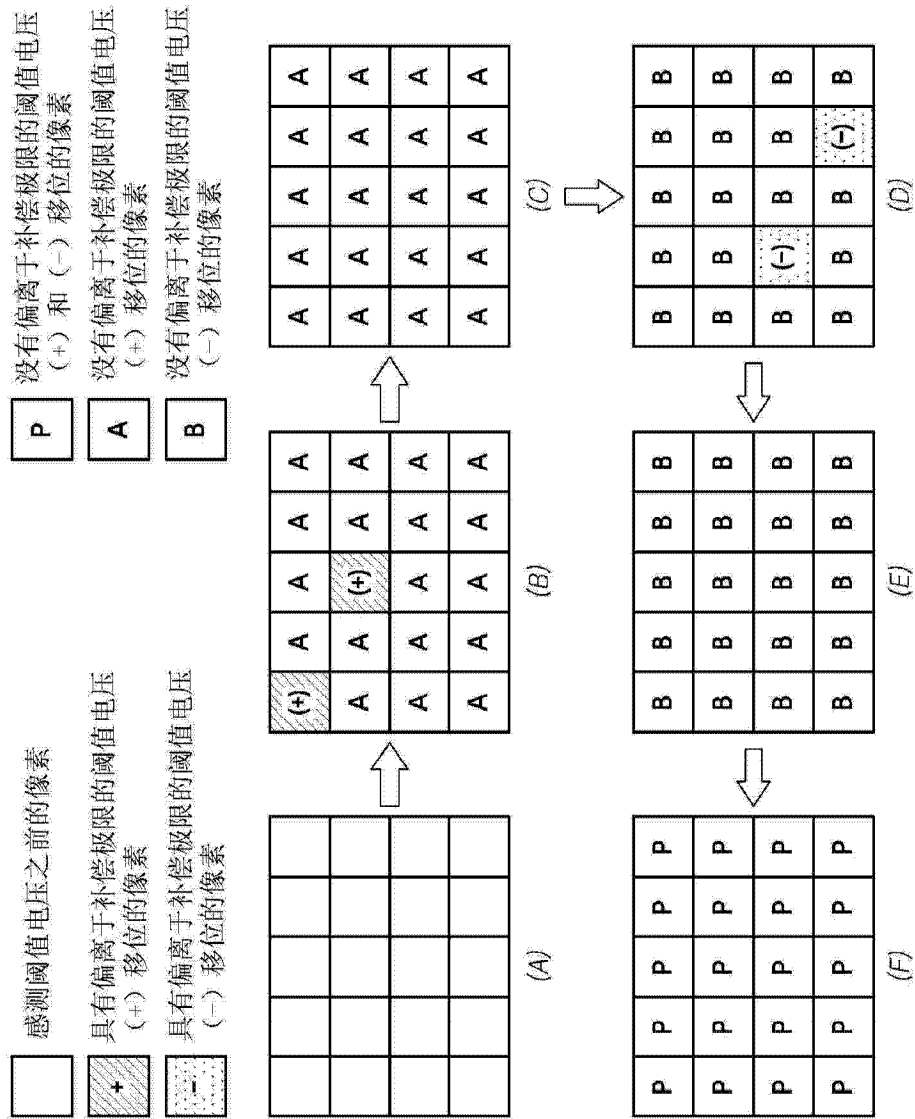 感测阈值电压之前的像素
+
具有偏离于补偿极限的阈值电压
(+) 移位的像素
−
具有偏离于补偿极限的阈值电压
(−) 移位的像素
P
没有偏离于补偿极限的阈值电压
(+) 和 (−) 移位的像素
A
没有偏离于补偿极限的阈值电压
(+) 移位的像素
B
没有偏离于补偿极限的阈值电压
(−) 移位的像素
(A)
(+) A A A A
A A (+) A A
A A A A A
A A A A A
(B)
A A A A A
A A A A A
A A A A A
A A A A A
(C)
B B B B B
B B B B B
B (−) B B B
B B B (−) B
(D)
B B B B B
B B B B B
B B B B B
B B B B B
(E)
P P P P P
P P P P P
P P P P P
P P P P P
(F)